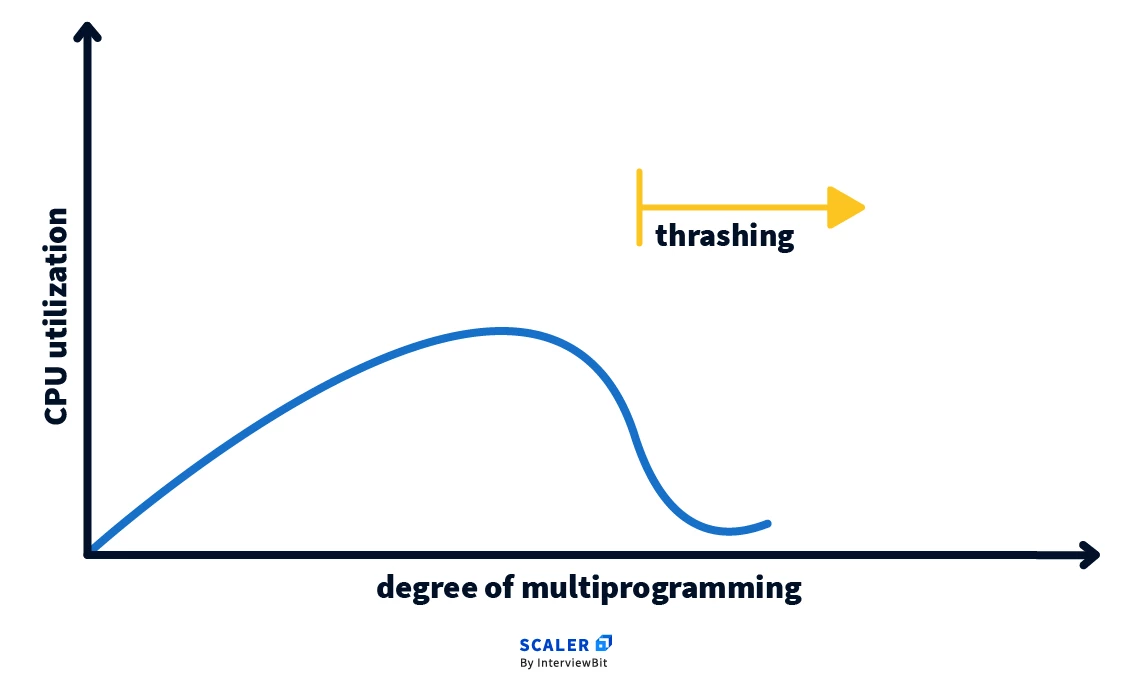 thrashing
CPU utilization
degree of multiprogramming
SCALER
By InterviewBit